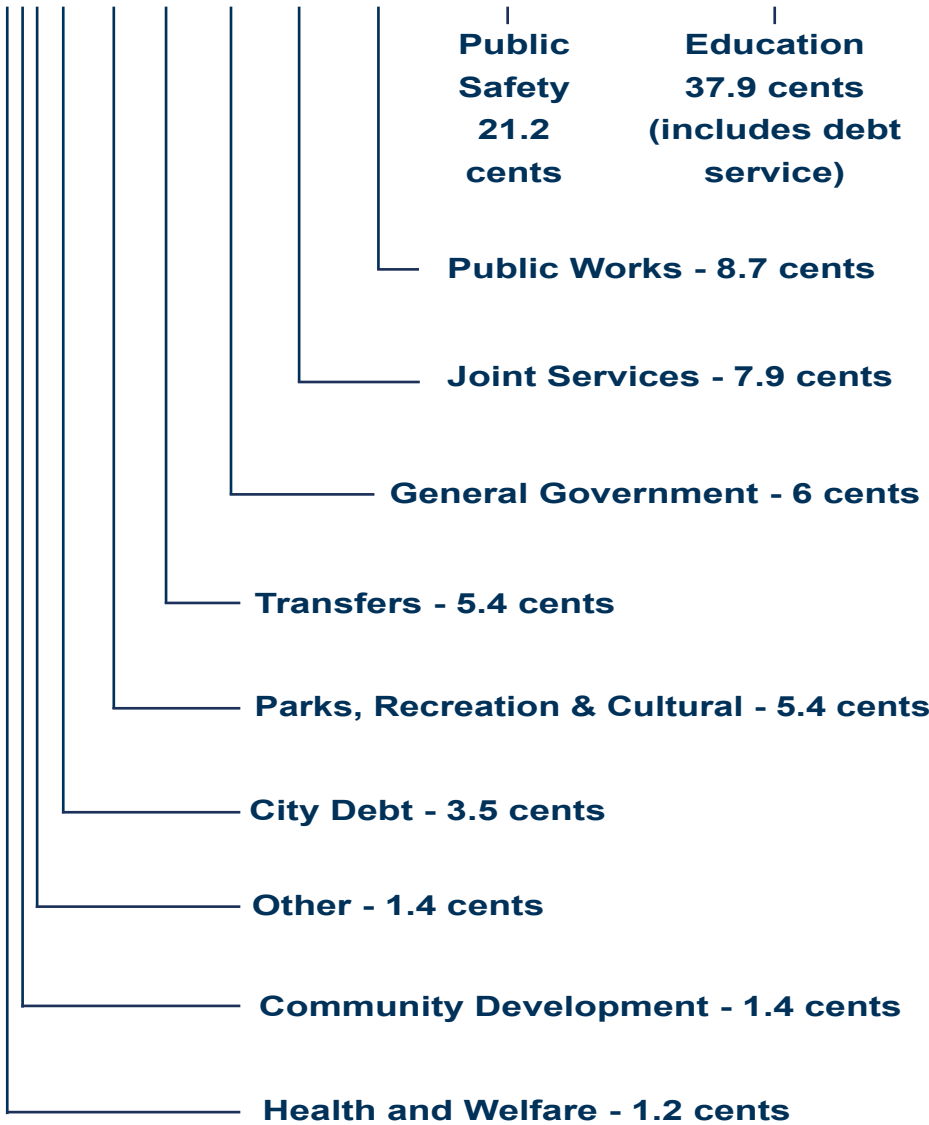 Public
Safety
21.2
cents
Education
37.9 cents
(includes debt
service)
Public Works - 8.7 cents
Joint Services - 7.9 cents
General Government - 6 cents
Transfers - 5.4 cents
Parks, Recreation & Cultural - 5.4 cents
City Debt - 3.5 cents
Other - 1.4 cents
Community Development - 1.4 cents
Health and Welfare - 1.2 cents